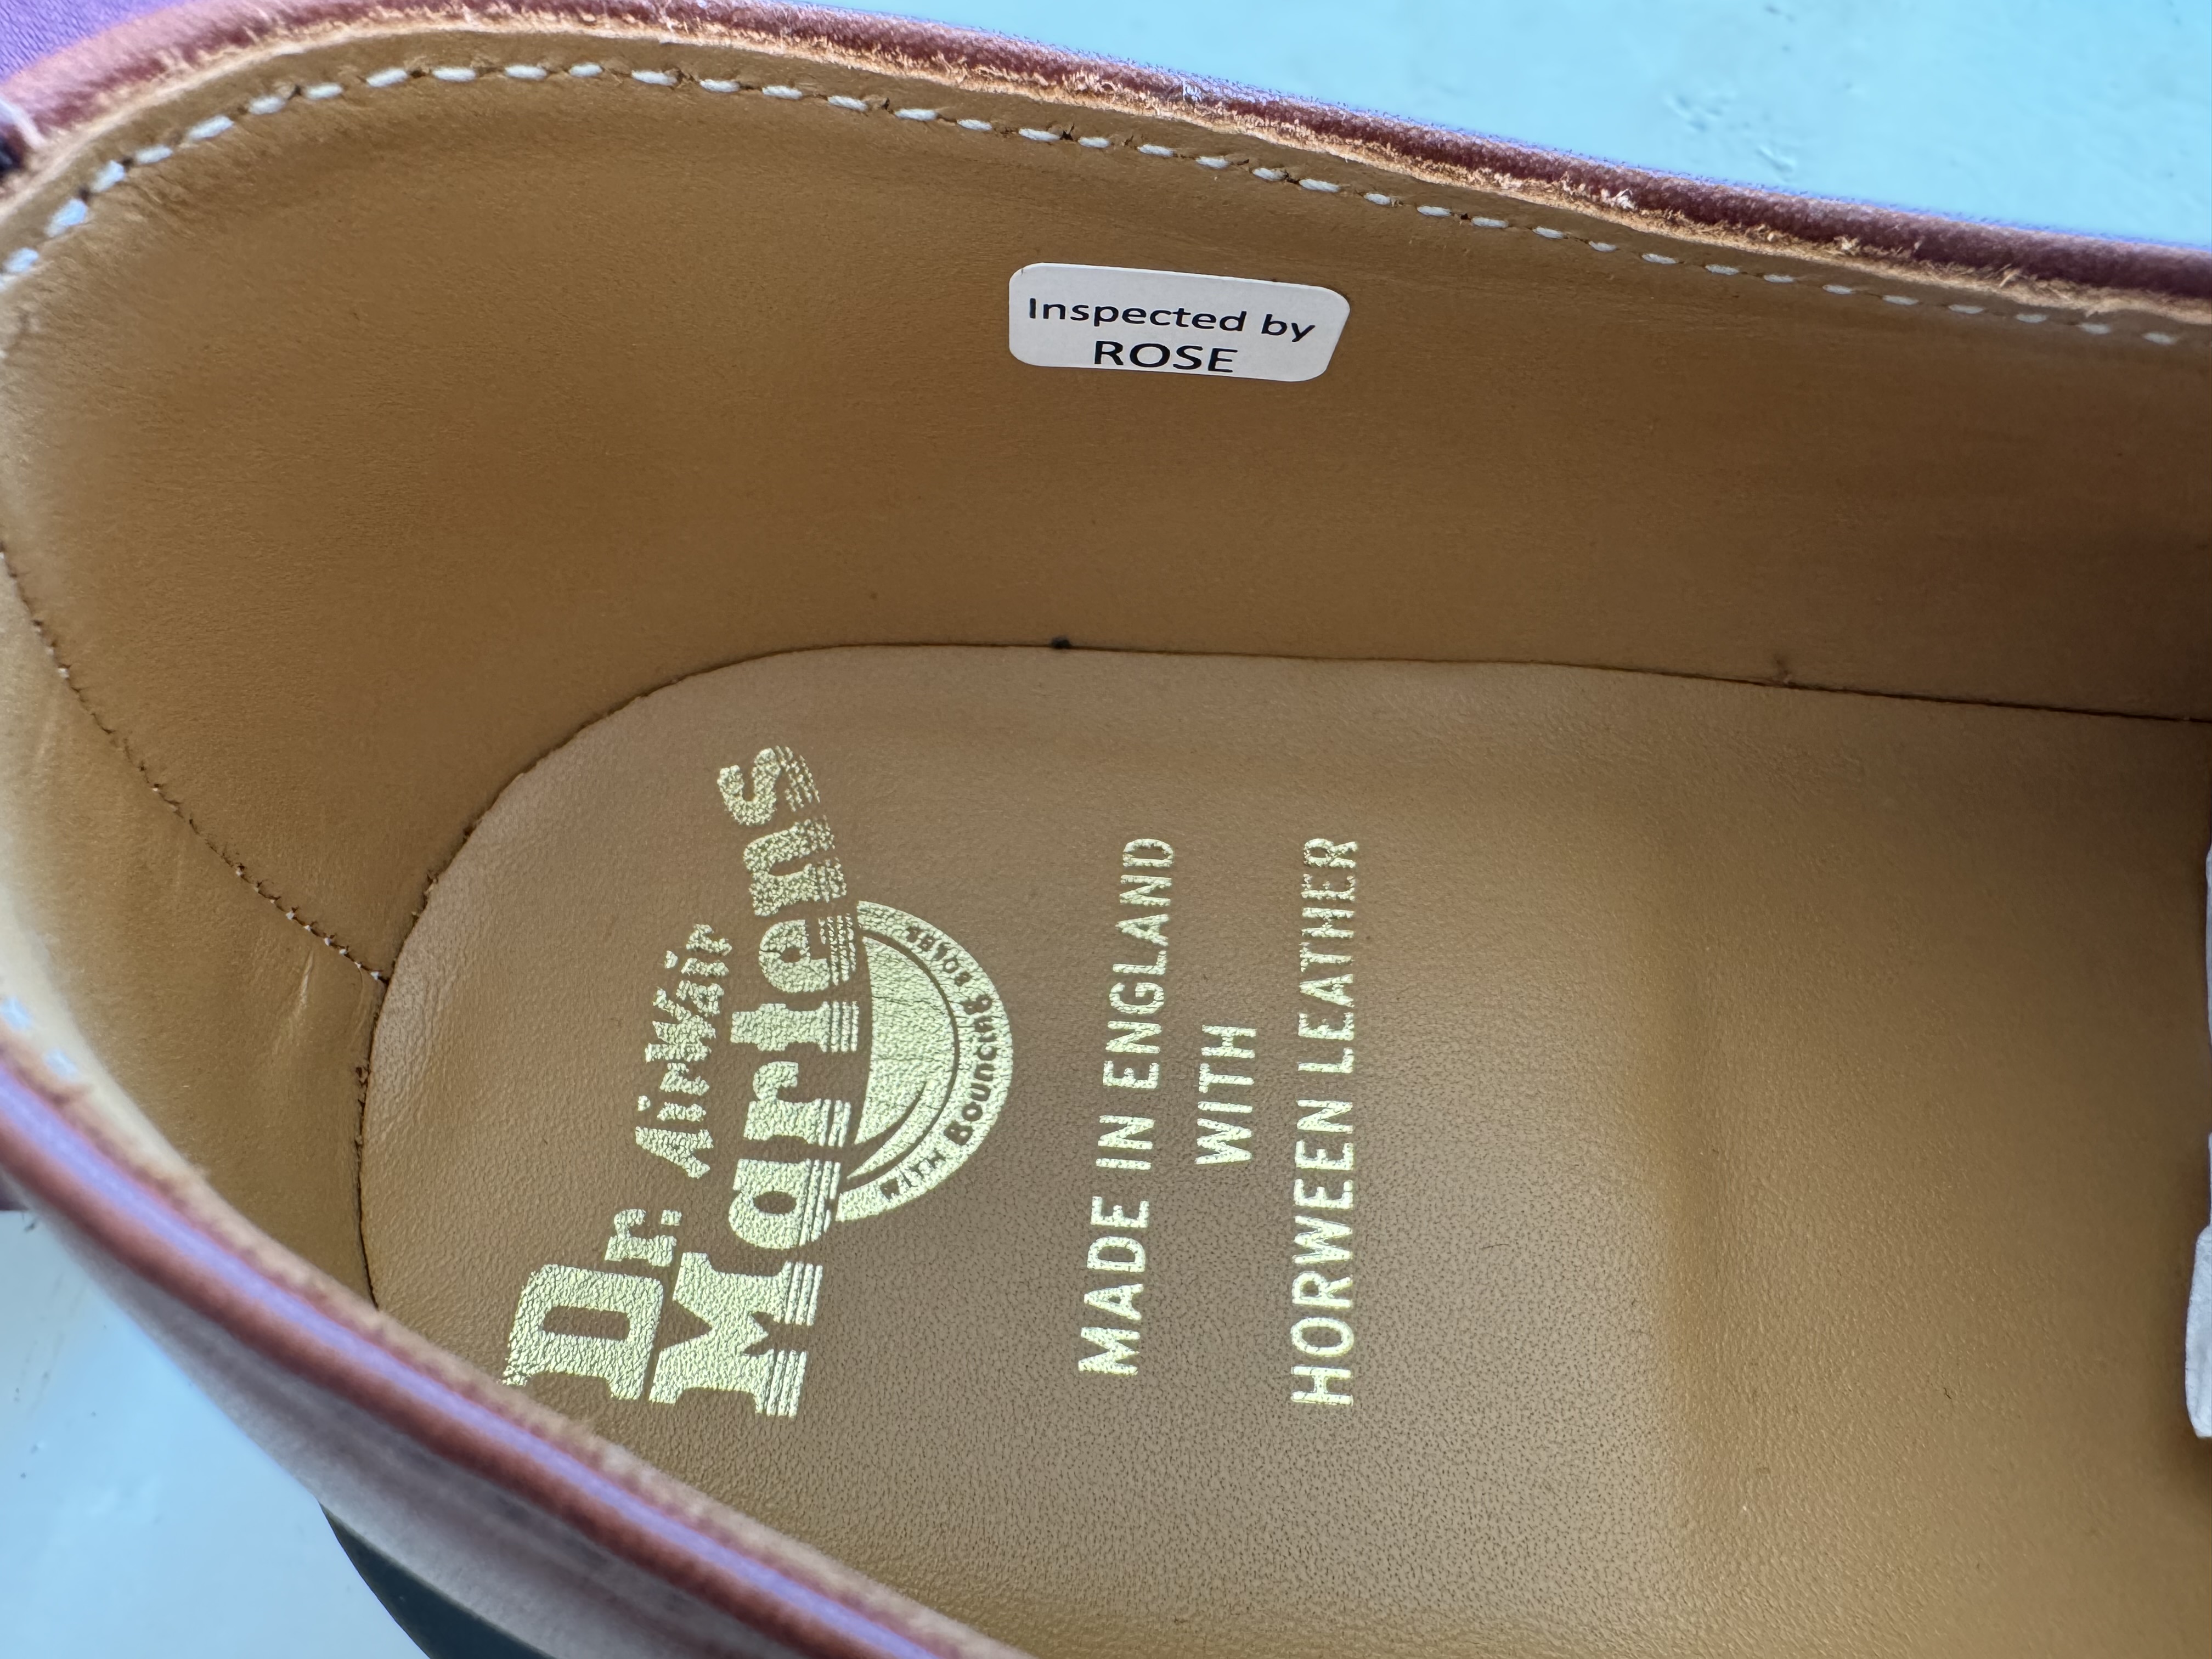 Inspected by
ROSE
Dr. AirWair
Martens
WITH Bouncing SOLES
MADE IN ENGLAND
WITH
HORWEEN LEATHER